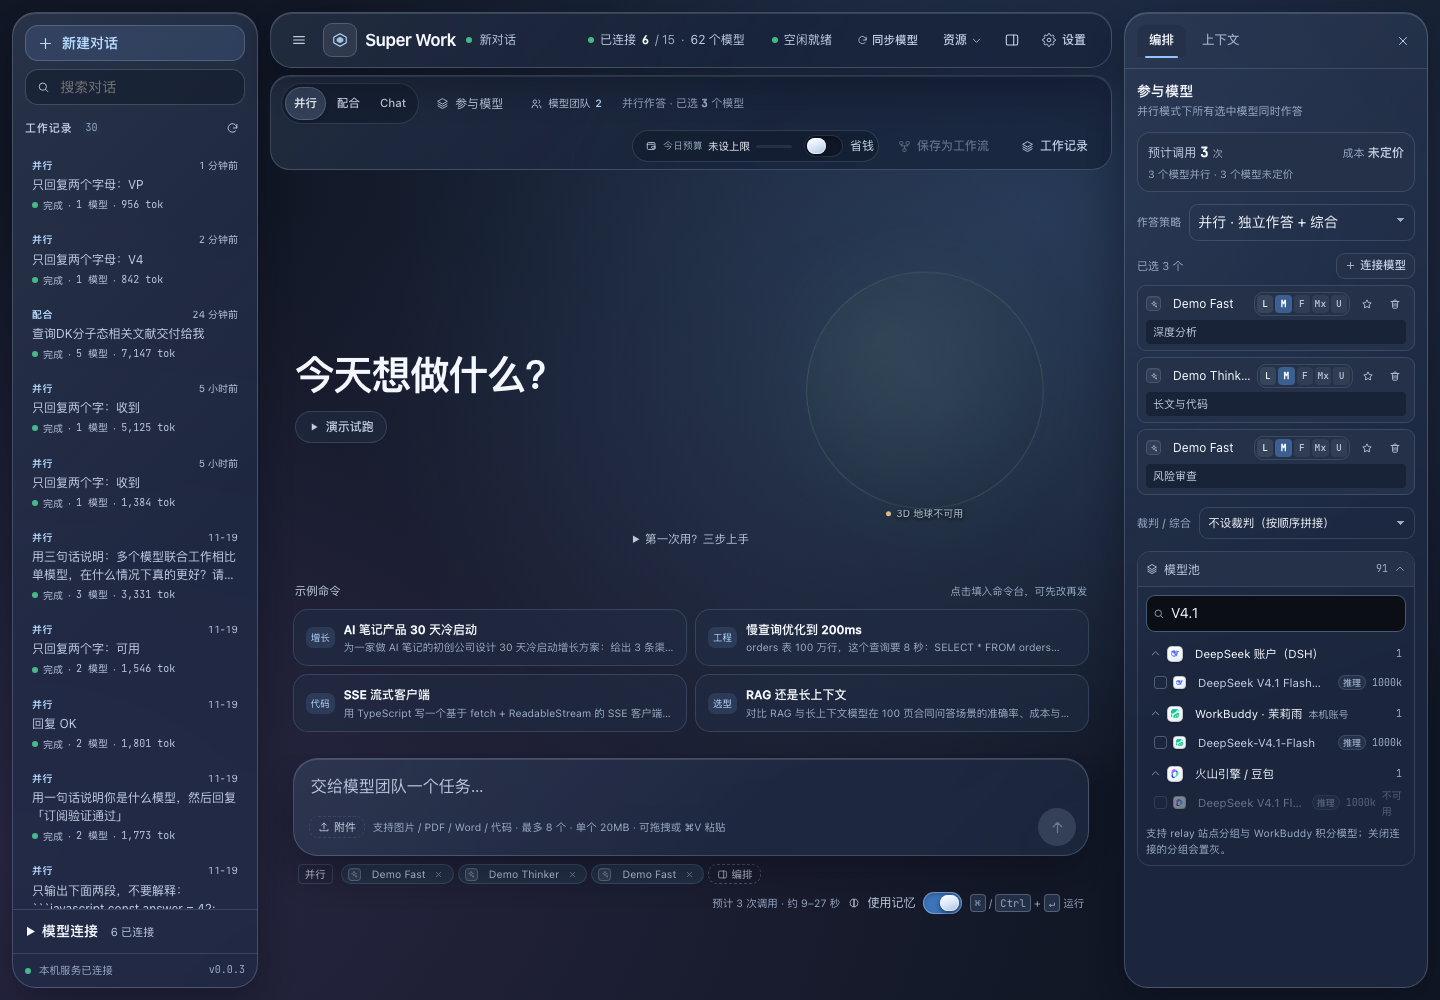 新建对话
搜索对话
工作记录 30
并行 1 分钟前
只回复两个字母：VP
完成 · 1 模型 · 956 tok
并行 2 分钟前
只回复两个字母：V4
完成 · 1 模型 · 842 tok
配合 24 分钟前
查询DK分子态相关文献交付给我
完成 · 5 模型 · 7,147 tok
并行 5 小时前
只回复两个字：收到
完成 · 1 模型 · 5,125 tok
并行 5 小时前
只回复两个字：收到
完成 · 1 模型 · 1,384 tok
并行 11-19
用三句话说明：多个模型联合工作相比
单模型，在什么情况下真的更好？请...
完成 · 3 模型 · 3,331 tok
并行 11-19
只回复两个字：可用
完成 · 2 模型 · 1,546 tok
并行 11-19
回复 OK
完成 · 2 模型 · 1,801 tok
并行 11-19
用一句话说明你是什么模型，然后回复
「订阅验证通过」
完成 · 2 模型 · 1,773 tok
并行 11-19
只输出下面两段，不要解释：
```javascript const answer = 42;
模型连接 6 已连接
本机服务已连接 v0.0.3
Super Work 新对话 已连接 6 / 15 · 62 个模型 空闲就绪 同步模型 资源 设置
并行 配合 Chat 参与模型 模型团队 2 并行作答 · 已选 3 个模型
今日预算 未设上限 省钱 保存为工作流 工作记录
今天想做什么？
演示试跑
3D 地球不可用
第一次用？三步上手
示例命令 点击填入命令台，可先改再发
增长 AI 笔记产品 30 天冷启动
为一家做 AI 笔记的初创公司设计 30 天冷启动增长方案：给出 3 条渠...
工程 慢查询优化到 200ms
orders 表 100 万行，这个查询要 8 秒：SELECT * FROM orders...
代码 SSE 流式客户端
用 TypeScript 写一个基于 fetch + ReadableStream 的 SSE 客户端...
选型 RAG 还是长上下文
对比 RAG 与长上下文模型在 100 页合同问答场景的准确率、成本与...
交给模型团队一个任务...
附件 支持图片 / PDF / Word / 代码 · 最多 8 个 · 单个 20MB · 可拖拽或 ⌘V 粘贴
并行 Demo Fast × Demo Thinker × Demo Fast × 编排
预计 3 次调用 · 约 9–27 秒 使用记忆 ⌘ / Ctrl + ↵ 运行
编排 上下文
参与模型
并行模式下所有选中模型同时作答
预计调用 3 次 成本 未定价
3 个模型并行 · 3 个模型未定价
作答策略 并行 · 独立作答 + 综合
已选 3 个 + 连接模型
Demo Fast L M F Mx U
深度分析
Demo Think... L M F Mx U
长文与代码
Demo Fast L M F Mx U
风险审查
裁判 / 综合 不设裁判（按顺序拼接）
模型池 91
V4.1
DeepSeek 账户（DSH） 1
DeepSeek V4.1 Flash... 推理 1000k
WorkBuddy · 茉莉雨 本机账号 1
DeepSeek-V4.1-Flash 推理 1000k
火山引擎 / 豆包 1
DeepSeek V4.1 Fl... 推理 1000k 不可用
支持 relay 站点分组与 WorkBuddy 积分模型；关闭连
接的分组会置灰。